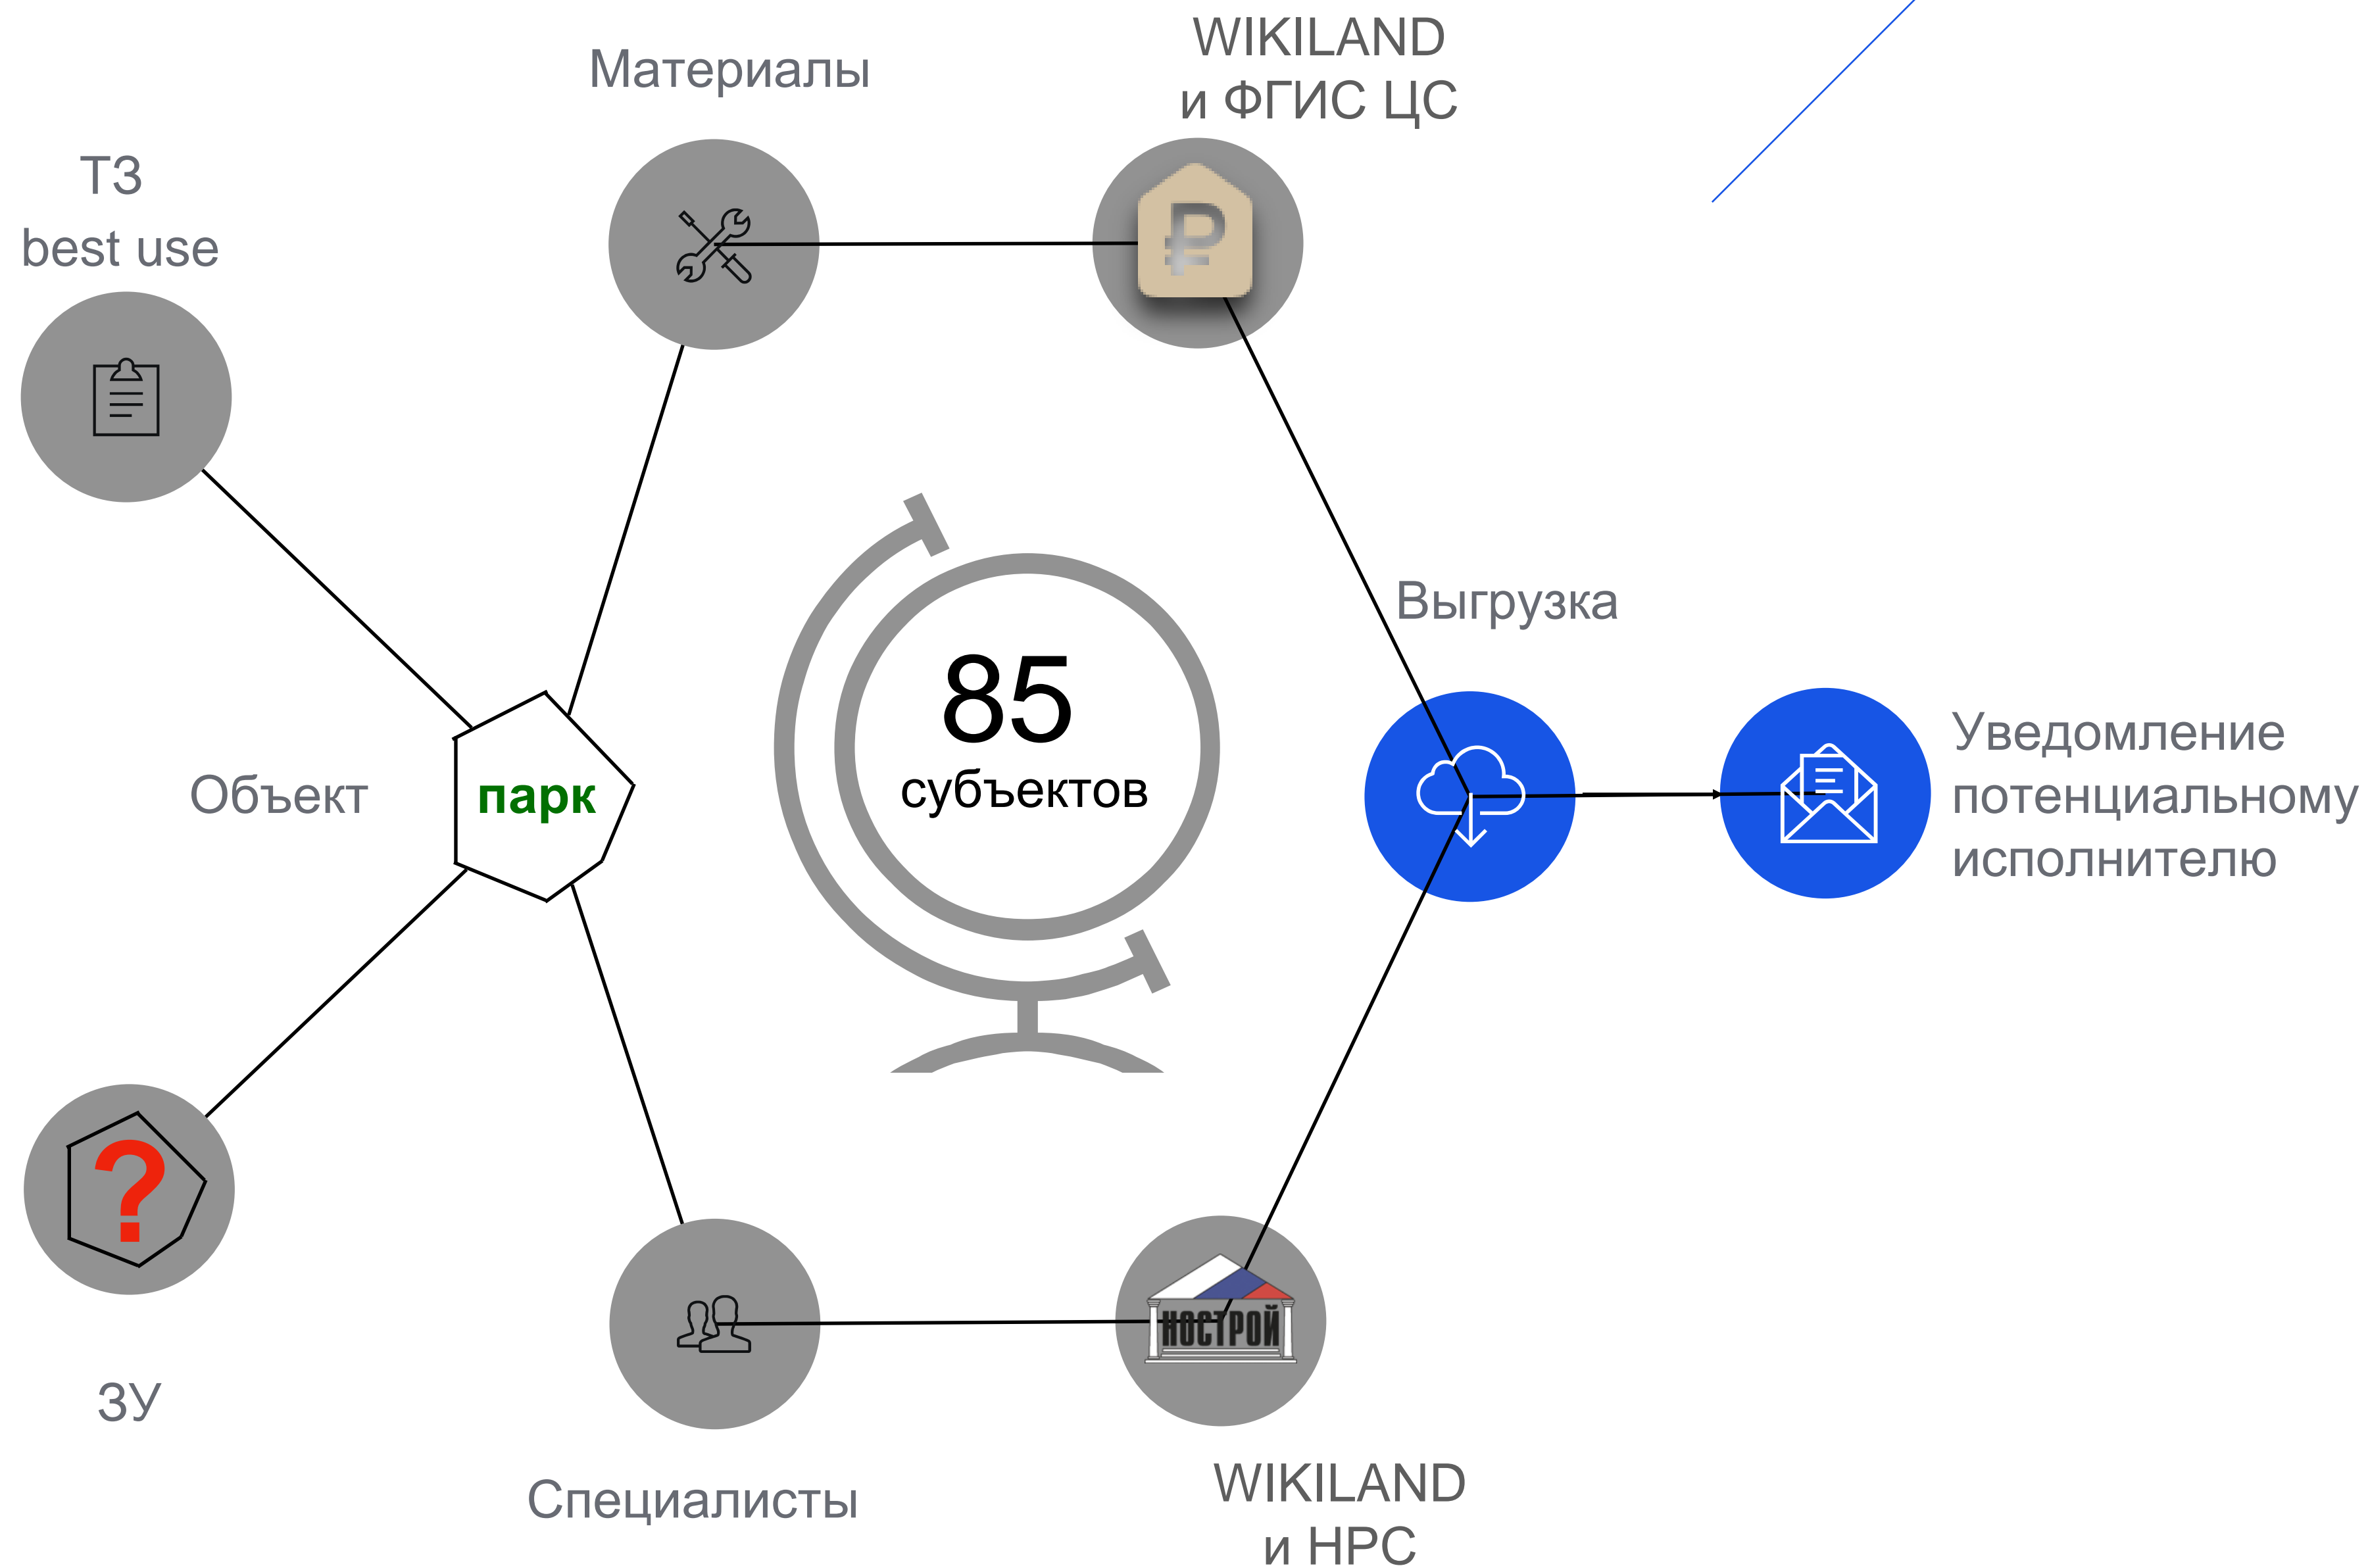 WIKILAND
и ФГИС ЦС
Материалы
ТЗ
best use
Выгрузка
85
субъектов
Объект
парк
Уведомление
потенциальному
исполнителю
?
НОСТРОЙ
ЗУ
Специалисты
WIKILAND
и НРС